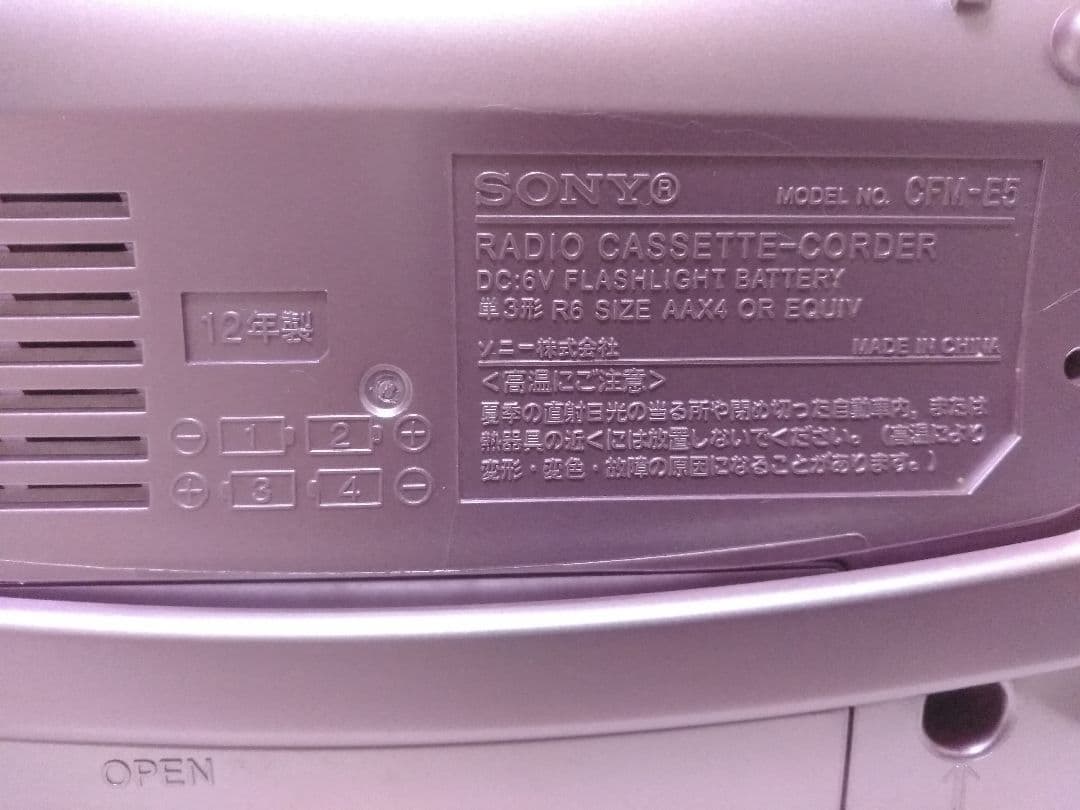 SONY®
MODEL NO. CFM-E5
RADIO CASSETTE-CORDER
DC:6V FLASHLIGHT BATTERY
単3形 R6 SIZE AAX4 OR EQUIV
ソニー株式会社
MADE IN CHINA
<高温にご注意>
夏季の直射日光の当る所や閉め切った自動車内、または
熱器具の近くには放置しないでください。(高温により
変形・変色・故障の原因になることがあります。)
12年製
⊖ 1 2 ⊕
⊕ 3 4 ⊖
OPEN